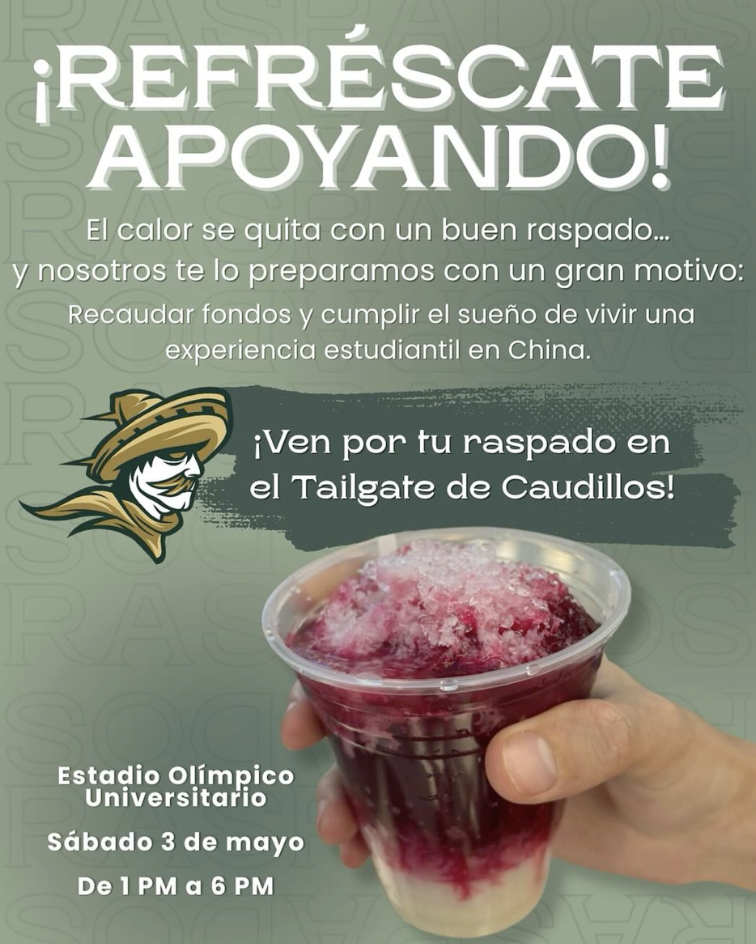 ¡REFRÉSCATE
APOYANDO!
El calor se quita con un buen raspado...
y nosotros te lo preparamos con un gran motivo:
Recaudar fondos y cumplir el sueño de vivir una
experiencia estudiantil en China.
¡Ven por tu raspado en
el Tailgate de Caudillos!
Estadio Olímpico
Universitario
Sábado 3 de mayo
De 1 PM a 6 PM